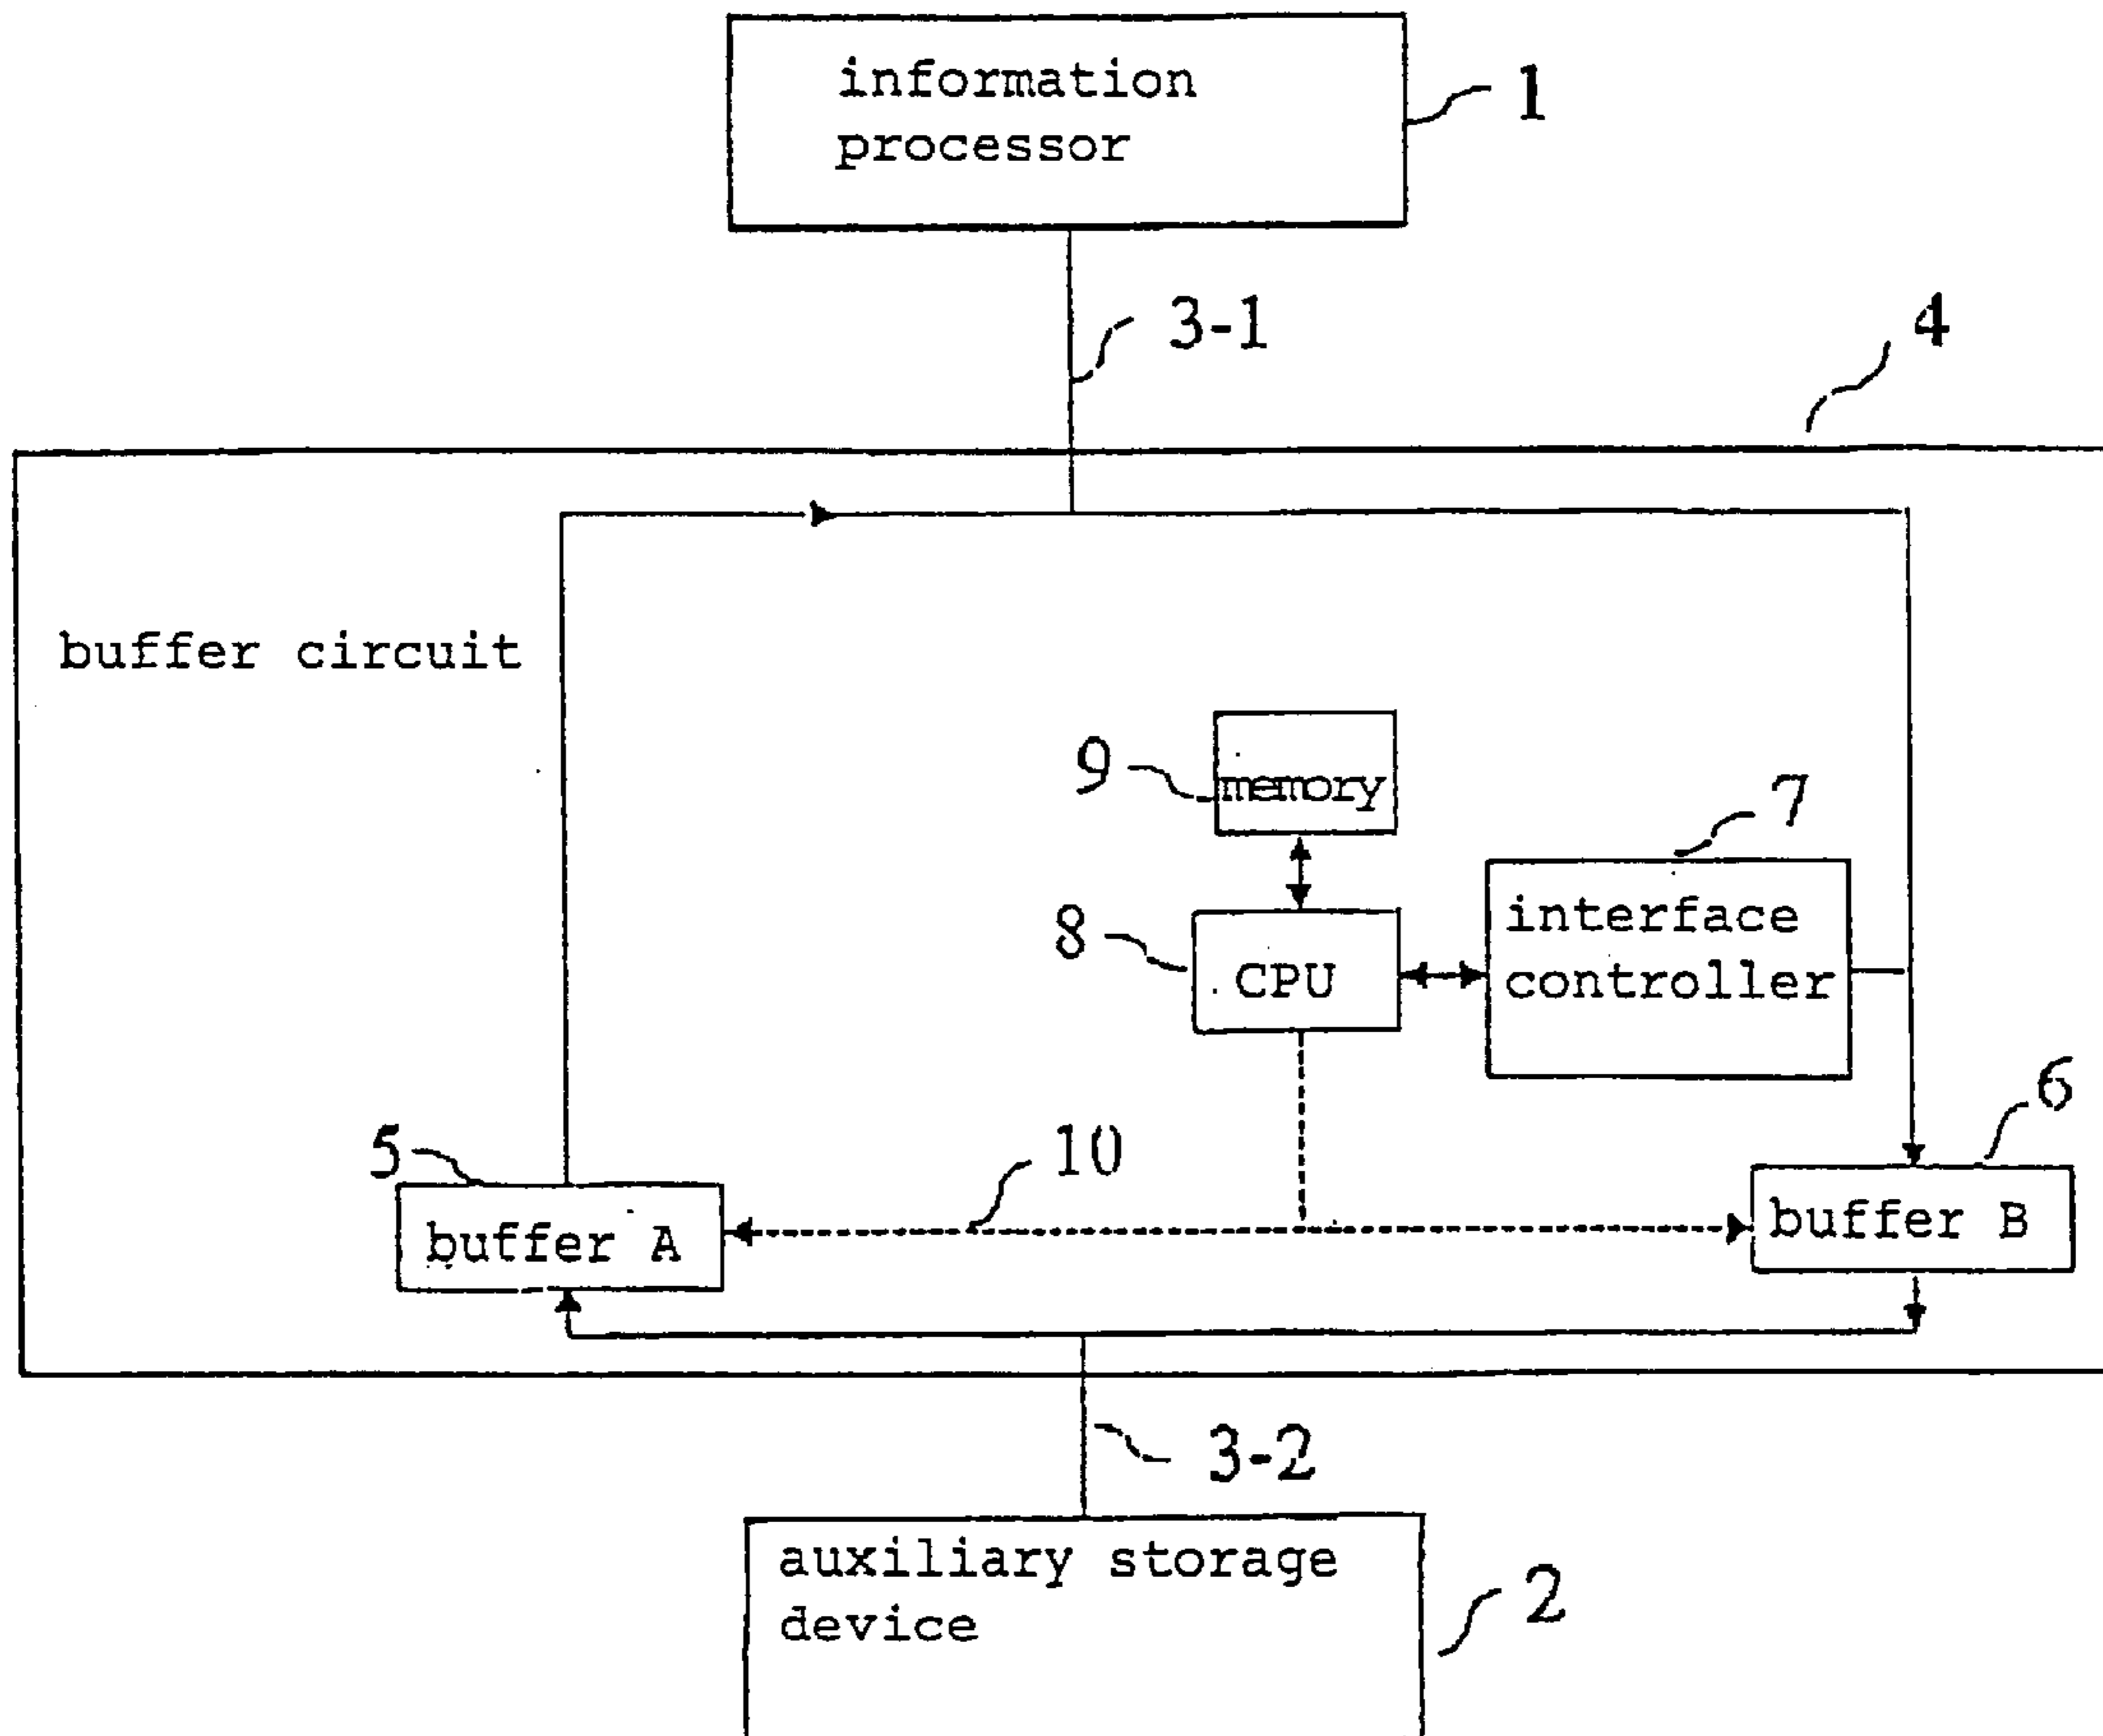 information
processor
1
3-1
4
buffer circuit
9
memory
7
8
CPU
interface
controller
6
5
10
buffer A
buffer B
3-2
auxiliary storage
device
2